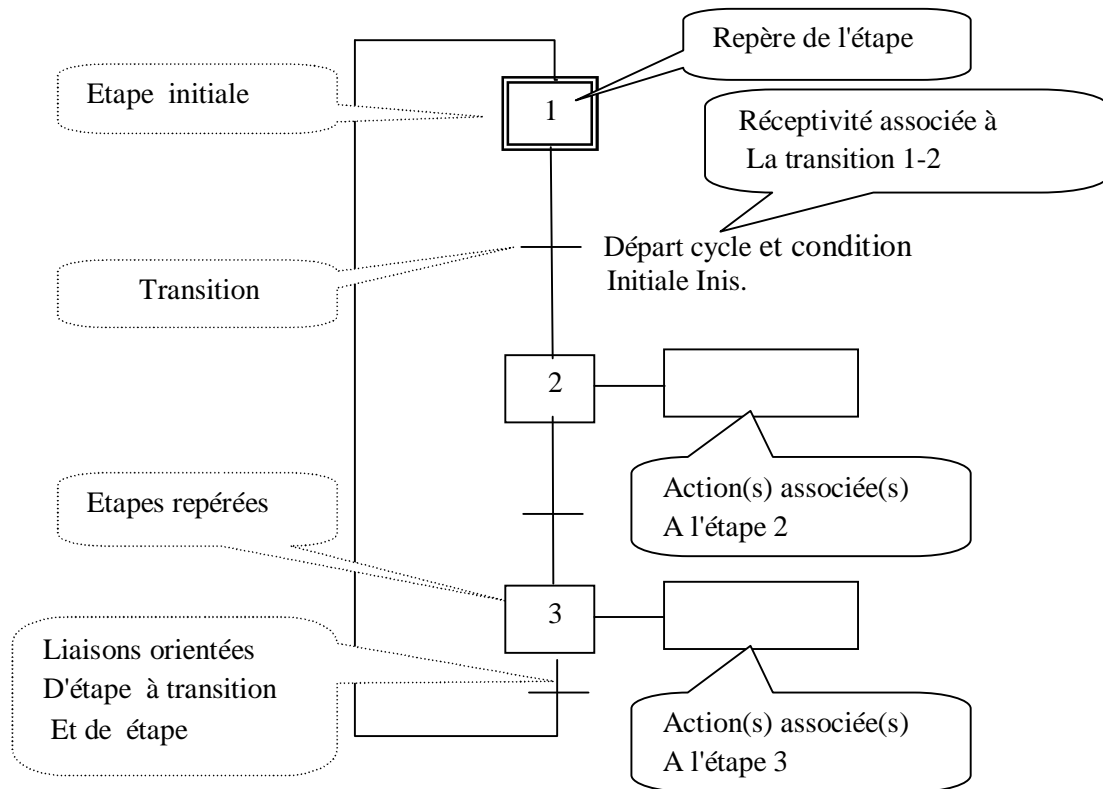 Repère de l'étape
Etape initiale
1
Réceptivité associée à
La transition 1-2
Départ cycle et condition
Initiale Inis.
Transition
2
Action(s) associée(s)
A l'étape 2
Etapes repérées
3
Liaisons orientées
D'étape à transition
Et de étape
Action(s) associée(s)
A l'étape 3